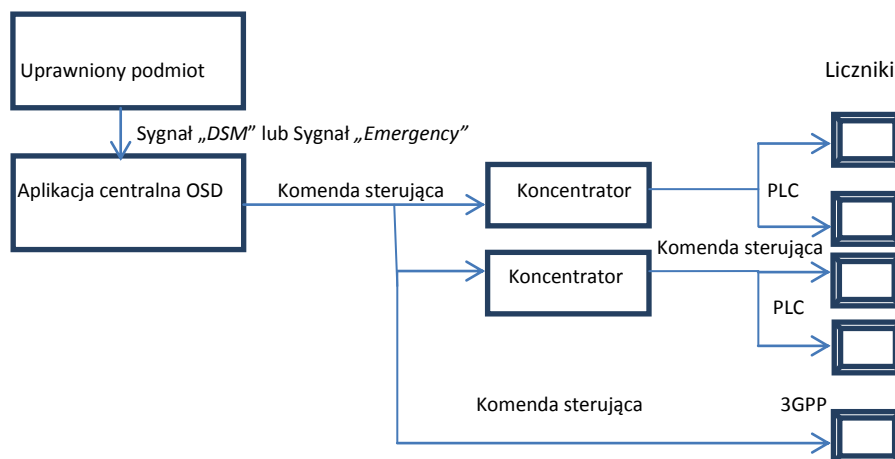 Uprawniony podmiot
Liczniki
Sygnał „DSM” lub Sygnał „Emergency”
Aplikacja centralna OSD
Komenda sterująca
Koncentrator
PLC
Komenda sterująca
Koncentrator
PLC
Komenda sterująca
3GPP